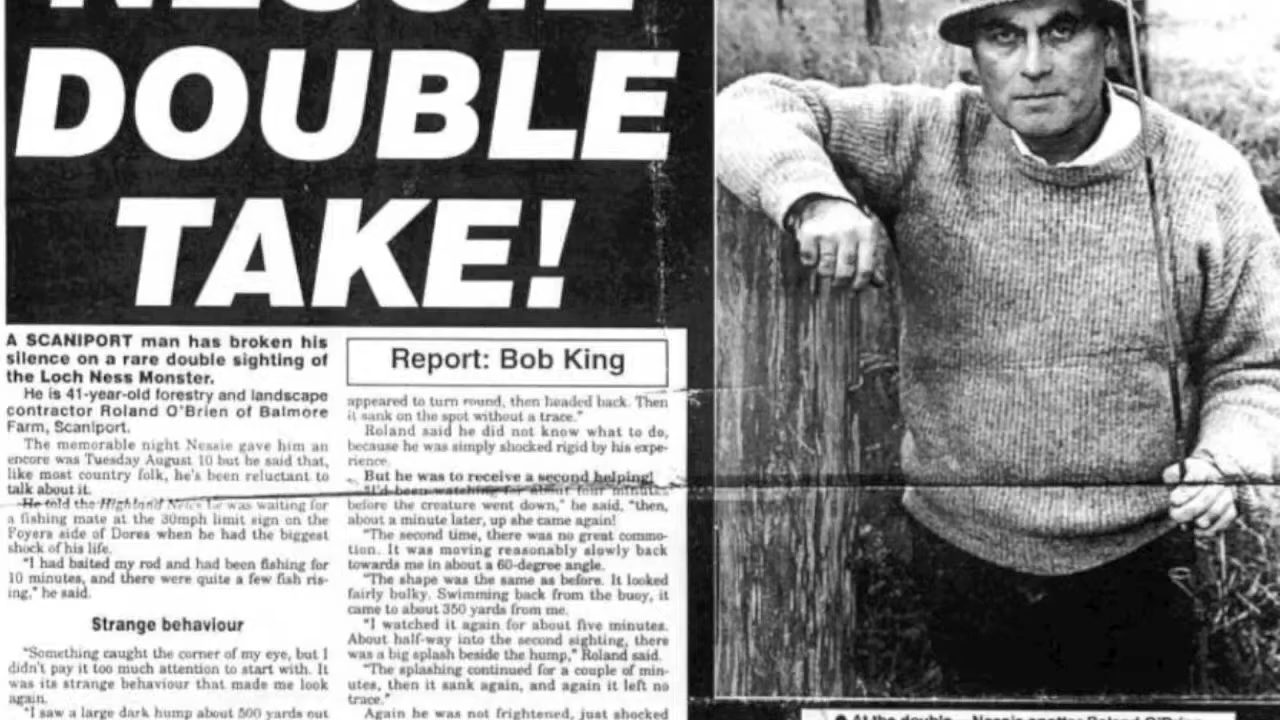 NESSIE
DOUBLE
TAKE!
A SCANIPORT man has broken his
silence on a rare double sighting of
the Loch Ness Monster.
He is 41-year-old forestry and landscape
contractor Roland O'Brien of Balmore
Farm, Scaniport.
The memorable night Nessie gave him an
encore was Tuesday August 10 but he said that,
like most country folk, he's been reluctant to
talk about it.
He told the Highland News he was waiting for
a fishing mate at the 30mph limit sign on the
Foyers side of Dores when he had the biggest
shock of his life.
"I had baited my rod and had been fishing for
10 minutes, and there were quite a few fish ris-
ing," he said.
Strange behaviour
"Something caught the corner of my eye, but I
didn't pay it too much attention to start with. It
was its strange behaviour that made me look
again.
"I saw a large dark hump about 500 yards out
Report: Bob King
appeared to turn round, then headed back. Then
it sank on the spot without a trace."
Roland said he did not know what to do,
because he was simply shocked rigid by his expe-
rience.
But he was to receive a second helping!
"I'd been watching for about four minutes
before the creature went down," he said, "then,
about a minute later, up she came again!
"The second time, there was no great commo-
tion. It was moving reasonably slowly back
towards me in about a 60-degree angle.
"The shape was the same as before. It looked
fairly bulky. Swimming back from the buoy, it
came to about 350 yards from me.
"I watched it again for about five minutes.
About half-way into the second sighting, there
was a big splash beside the hump," Roland said.
"The splashing continued for a couple of min-
utes, then it sank again, and again it left no
trace."
Again he was not frightened, just shocked
● At the double — Nessie spotter Roland